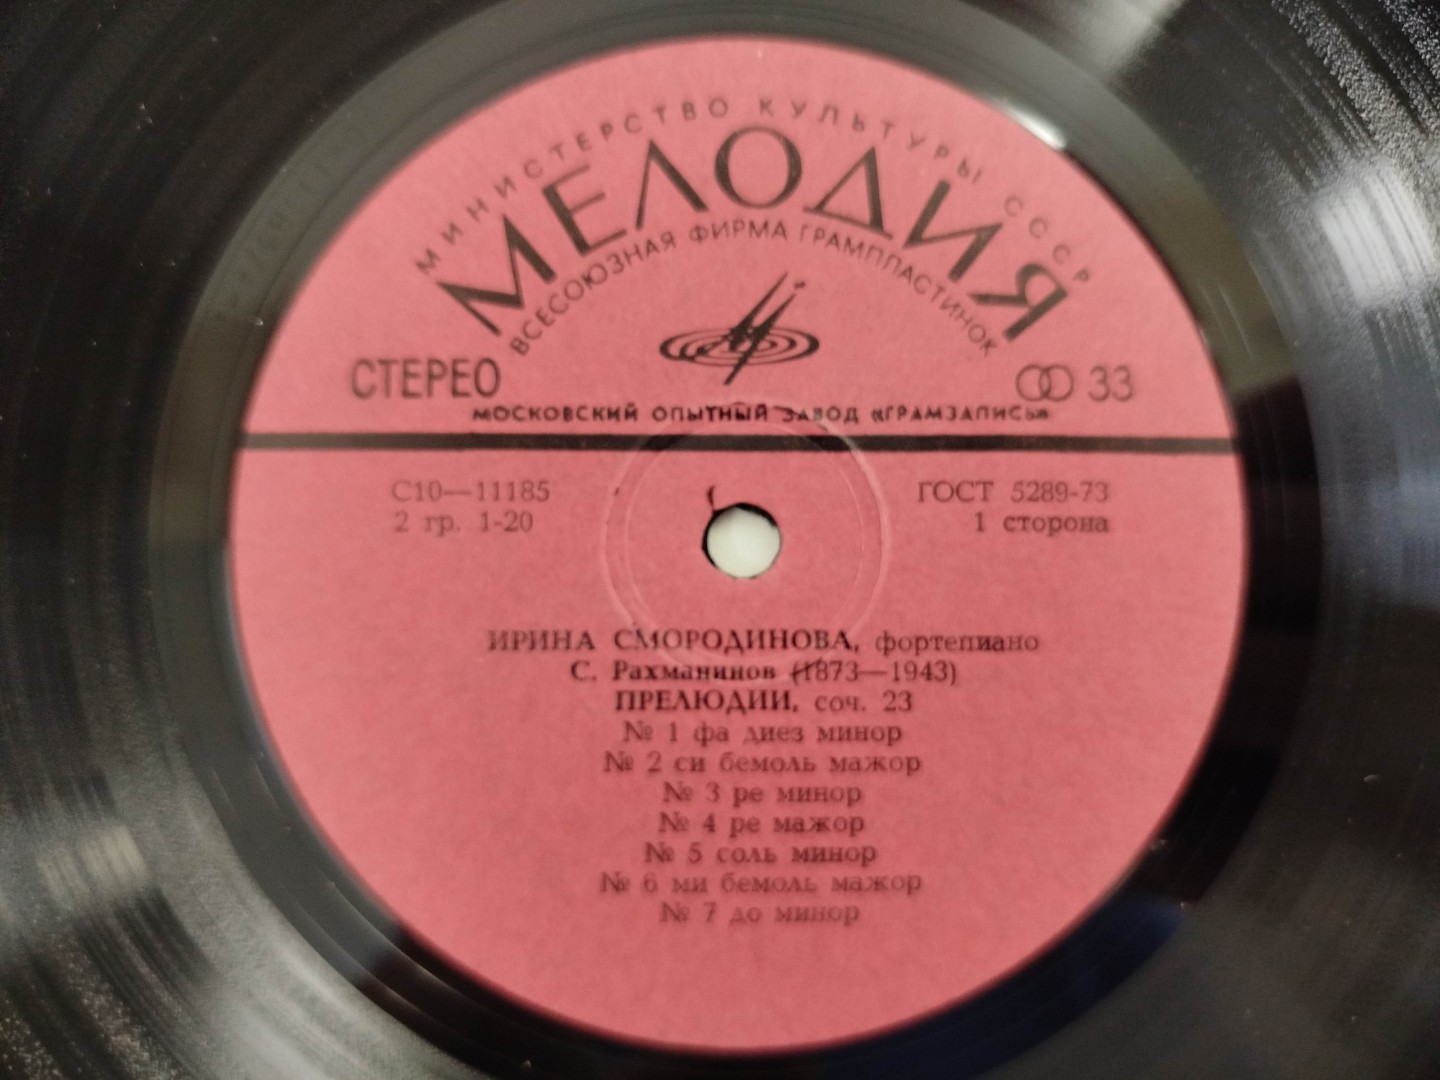 МИНИСТЕРСТВО КУЛЬТУРЫ СССР
МЕЛОДИЯ
ВСЕСОЮЗНАЯ ФИРМА ГРАМПЛАСТИНОК
СТЕРЕО
33
МОСКОВСКИЙ ОПЫТНЫЙ ЗАВОД «ГРАМЗАПИСЬ»
С10—11185
ГОСТ 5289-73
2 гр. 1-20
1 сторона
ИРИНА СМОРОДИНОВА, фортепиано
С. Рахманинов (1873—1943)
ПРЕЛЮДИИ, соч. 23
№ 1 фа диез минор
№ 2 си бемоль мажор
№ 3 ре минор
№ 4 ре мажор
№ 5 соль минор
№ 6 ми бемоль мажор
№ 7 до минор